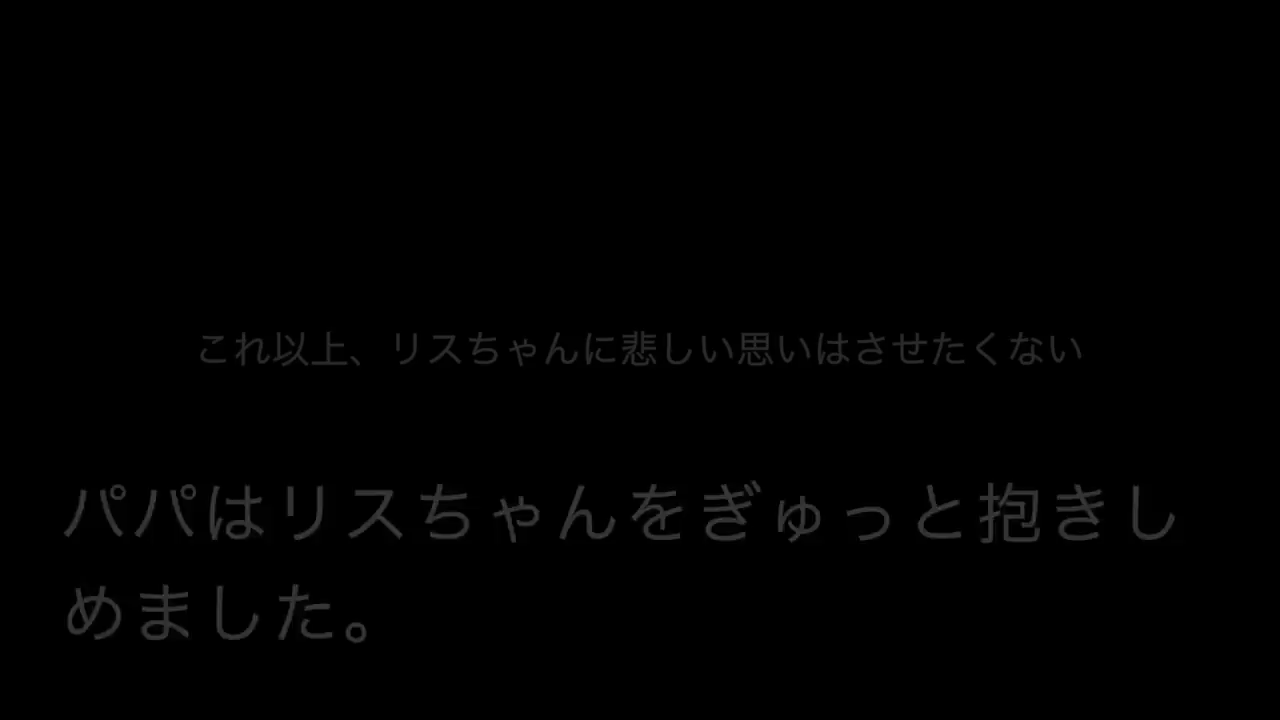 これ以上、リスちゃんに悲しい思いはさせたくない
パパはリスちゃんをぎゅっと抱きし
めました。